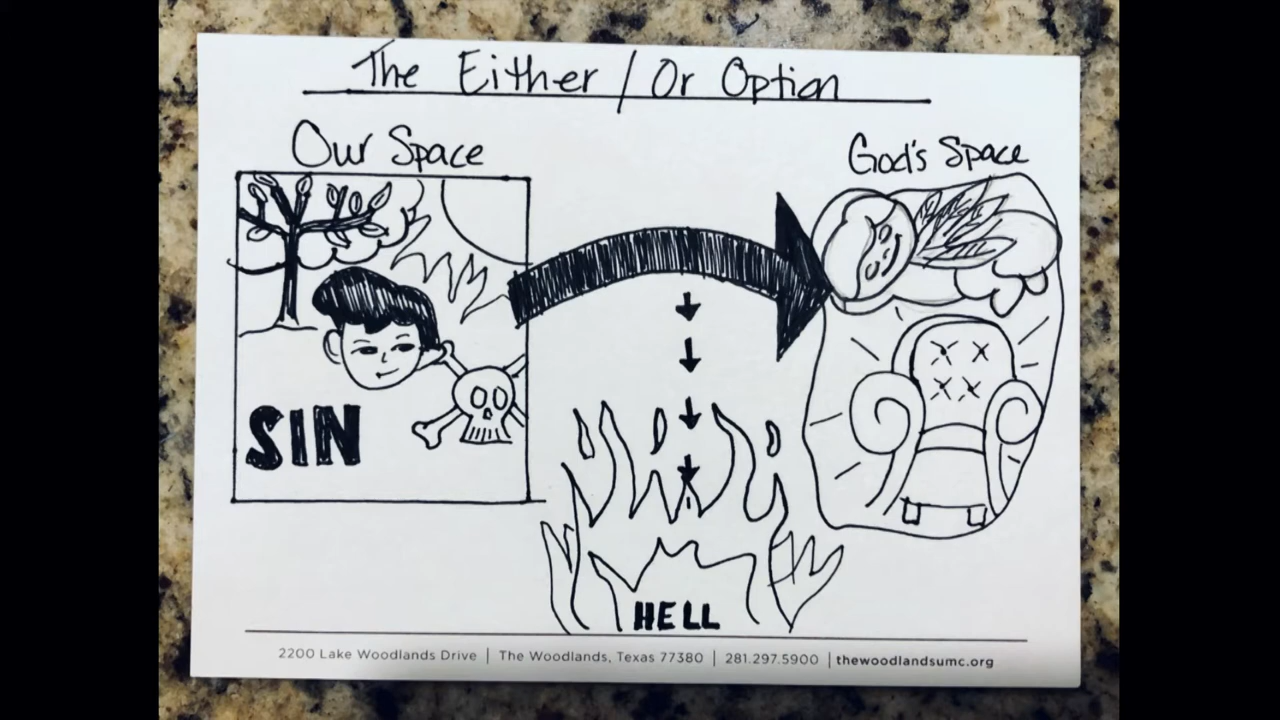 The Either / Or Option
Our Space
God's Space
SIN
HELL
2200 Lake Woodlands Drive | The Woodlands, Texas 77380 | 281.297.5900 | thewoodlandsumc.org